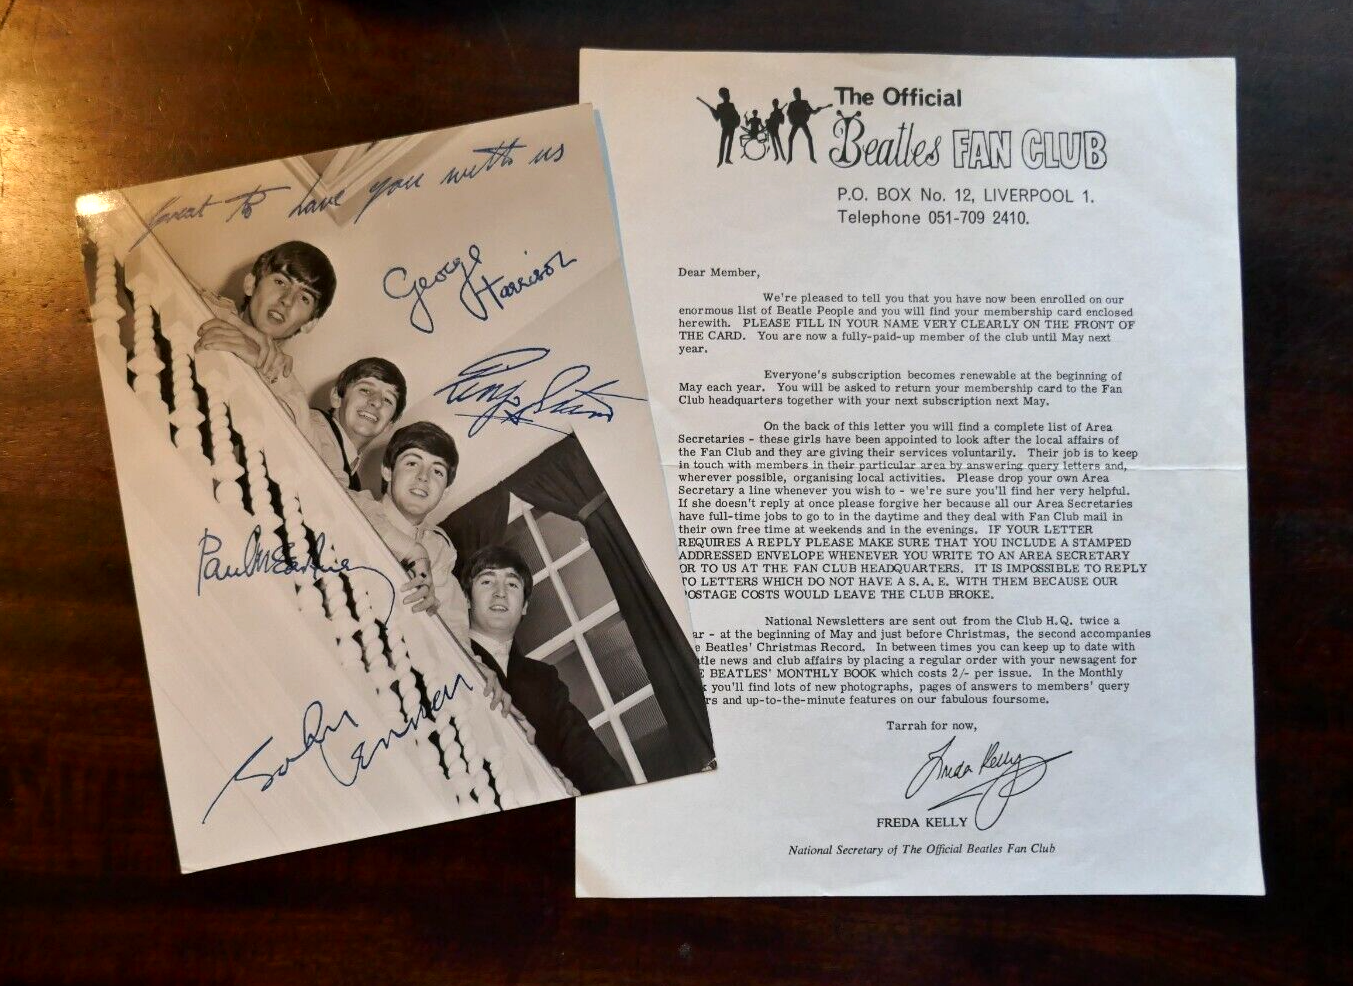 Great to have you with us
George
Harrison
Ringo Starr
Paul McCartney
John
Lennon
The Official
Beatles FAN CLUB
P.O. BOX No. 12, LIVERPOOL 1.
Telephone 051-709 2410.
Dear Member,
We're pleased to tell you that you have now been enrolled on our
enormous list of Beatle People and you will find your membership card enclosed
herewith. PLEASE FILL IN YOUR NAME VERY CLEARLY ON THE FRONT OF
THE CARD. You are now a fully-paid-up member of the club until May next
year.
Everyone's subscription becomes renewable at the beginning of
May each year. You will be asked to return your membership card to the Fan
Club headquarters together with your next subscription next May.
On the back of this letter you will find a complete list of Area
Secretaries - these girls have been appointed to look after the local affairs of
the Fan Club and they are giving their services voluntarily. Their job is to keep
in touch with members in their particular area by answering query letters and,
wherever possible, organising local activities. Please drop your own Area
Secretary a line whenever you wish to - we're sure you'll find her very helpful.
If she doesn't reply at once please forgive her because all our Area Secretaries
have full-time jobs to go to in the daytime and they deal with Fan Club mail in
their own free time at weekends and in the evenings. IF YOUR LETTER
REQUIRES A REPLY PLEASE MAKE SURE THAT YOU INCLUDE A STAMPED
ADDRESSED ENVELOPE WHENEVER YOU WRITE TO AN AREA SECRETARY
OR TO US AT THE FAN CLUB HEADQUARTERS. IT IS IMPOSSIBLE TO REPLY
TO LETTERS WHICH DO NOT HAVE A S.A.E. WITH THEM BECAUSE OUR
OSTAGE COSTS WOULD LEAVE THE CLUB BROKE.
National Newsletters are sent out from the Club H.Q. twice a
ar - at the beginning of May and just before Christmas, the second accompanies
e Beatles' Christmas Record. In between times you can keep up to date with
tle news and club affairs by placing a regular order with your newsagent for
E BEATLES' MONTHLY BOOK which costs 2/- per issue. In the Monthly
you'll find lots of new photographs, pages of answers to members' query
rs and up-to-the-minute features on our fabulous foursome.
Tarrah for now,
Freda Kelly
FREDA KELLY
National Secretary of The Official Beatles Fan Club